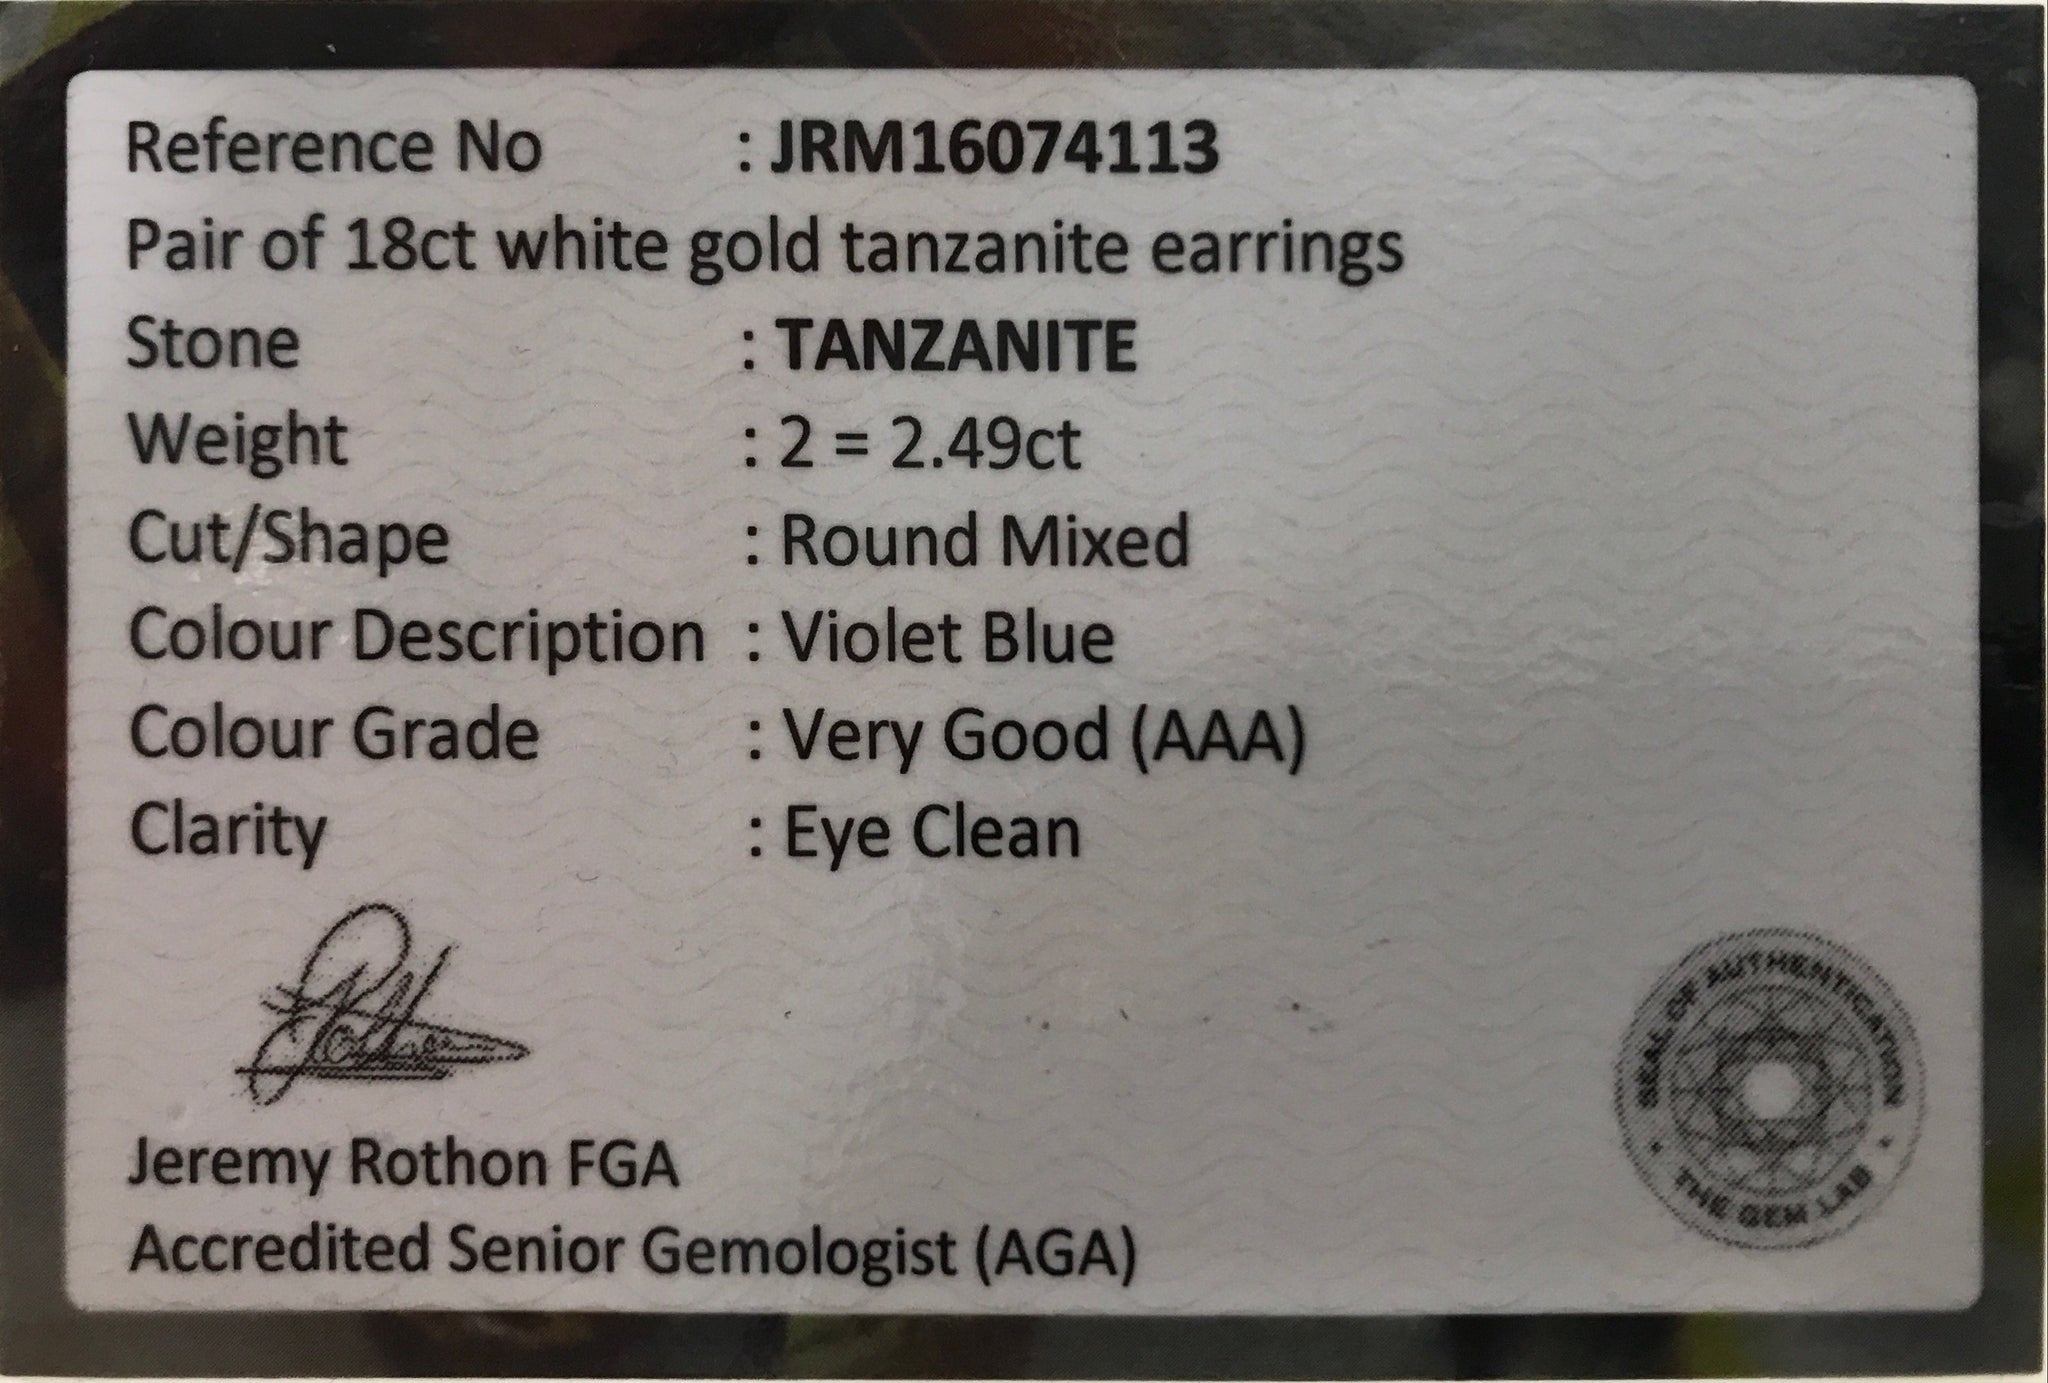 Reference No : JRM16074113
Pair of 18ct white gold tanzanite earrings
Stone : TANZANITE
Weight : 2 = 2.49ct
Cut/Shape : Round Mixed
Colour Description : Violet Blue
Colour Grade : Very Good (AAA)
Clarity : Eye Clean
Jeremy Rothon FGA
Accredited Senior Gemologist (AGA)
SEAL OF AUTHENTICATION
THE GEM LAB